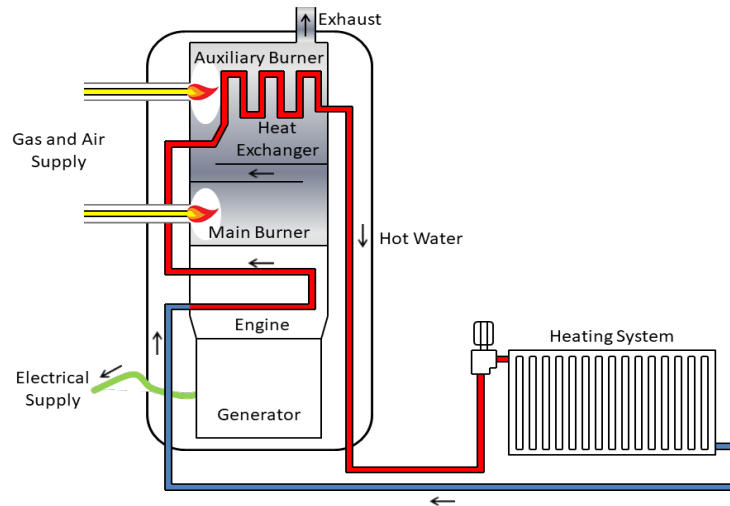 Exhaust
Auxiliary Burner
Gas and Air
Supply
Heat
Exchanger
Main Burner
Hot Water
Engine
Heating System
Electrical
Supply
Generator